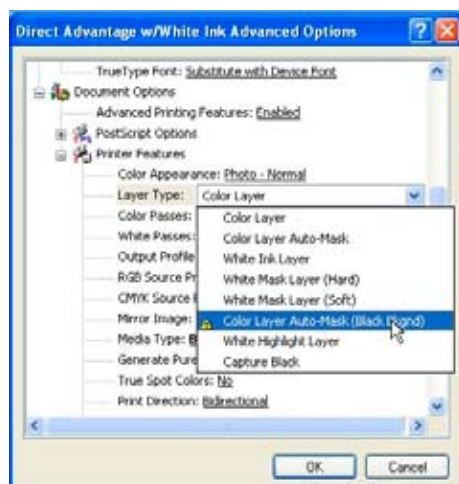 Direct Advantage w/White Ink Advanced Options
TrueType Font: Substitute with Device Font
Document Options
Advanced Printing Features: Enabled
PostScript Options
Printer Features
Color Appearance: Photo - Normal
Layer Type: Color Layer
Color Passes:
Color Layer
White Passes:
Color Layer Auto-Mask
Output Profile
White Ink Layer
RGB Source Pr
White Mask Layer (Hard)
CMYK Source
White Mask Layer (Soft)
Mirror Image:
Color Layer Auto-Mask (Black Bkgnd)
Media Type: B
White Highlight Layer
Generate Pure
Capture Black
True Spot Colors: No
Print Direction: Bidirectional
OK
Cancel